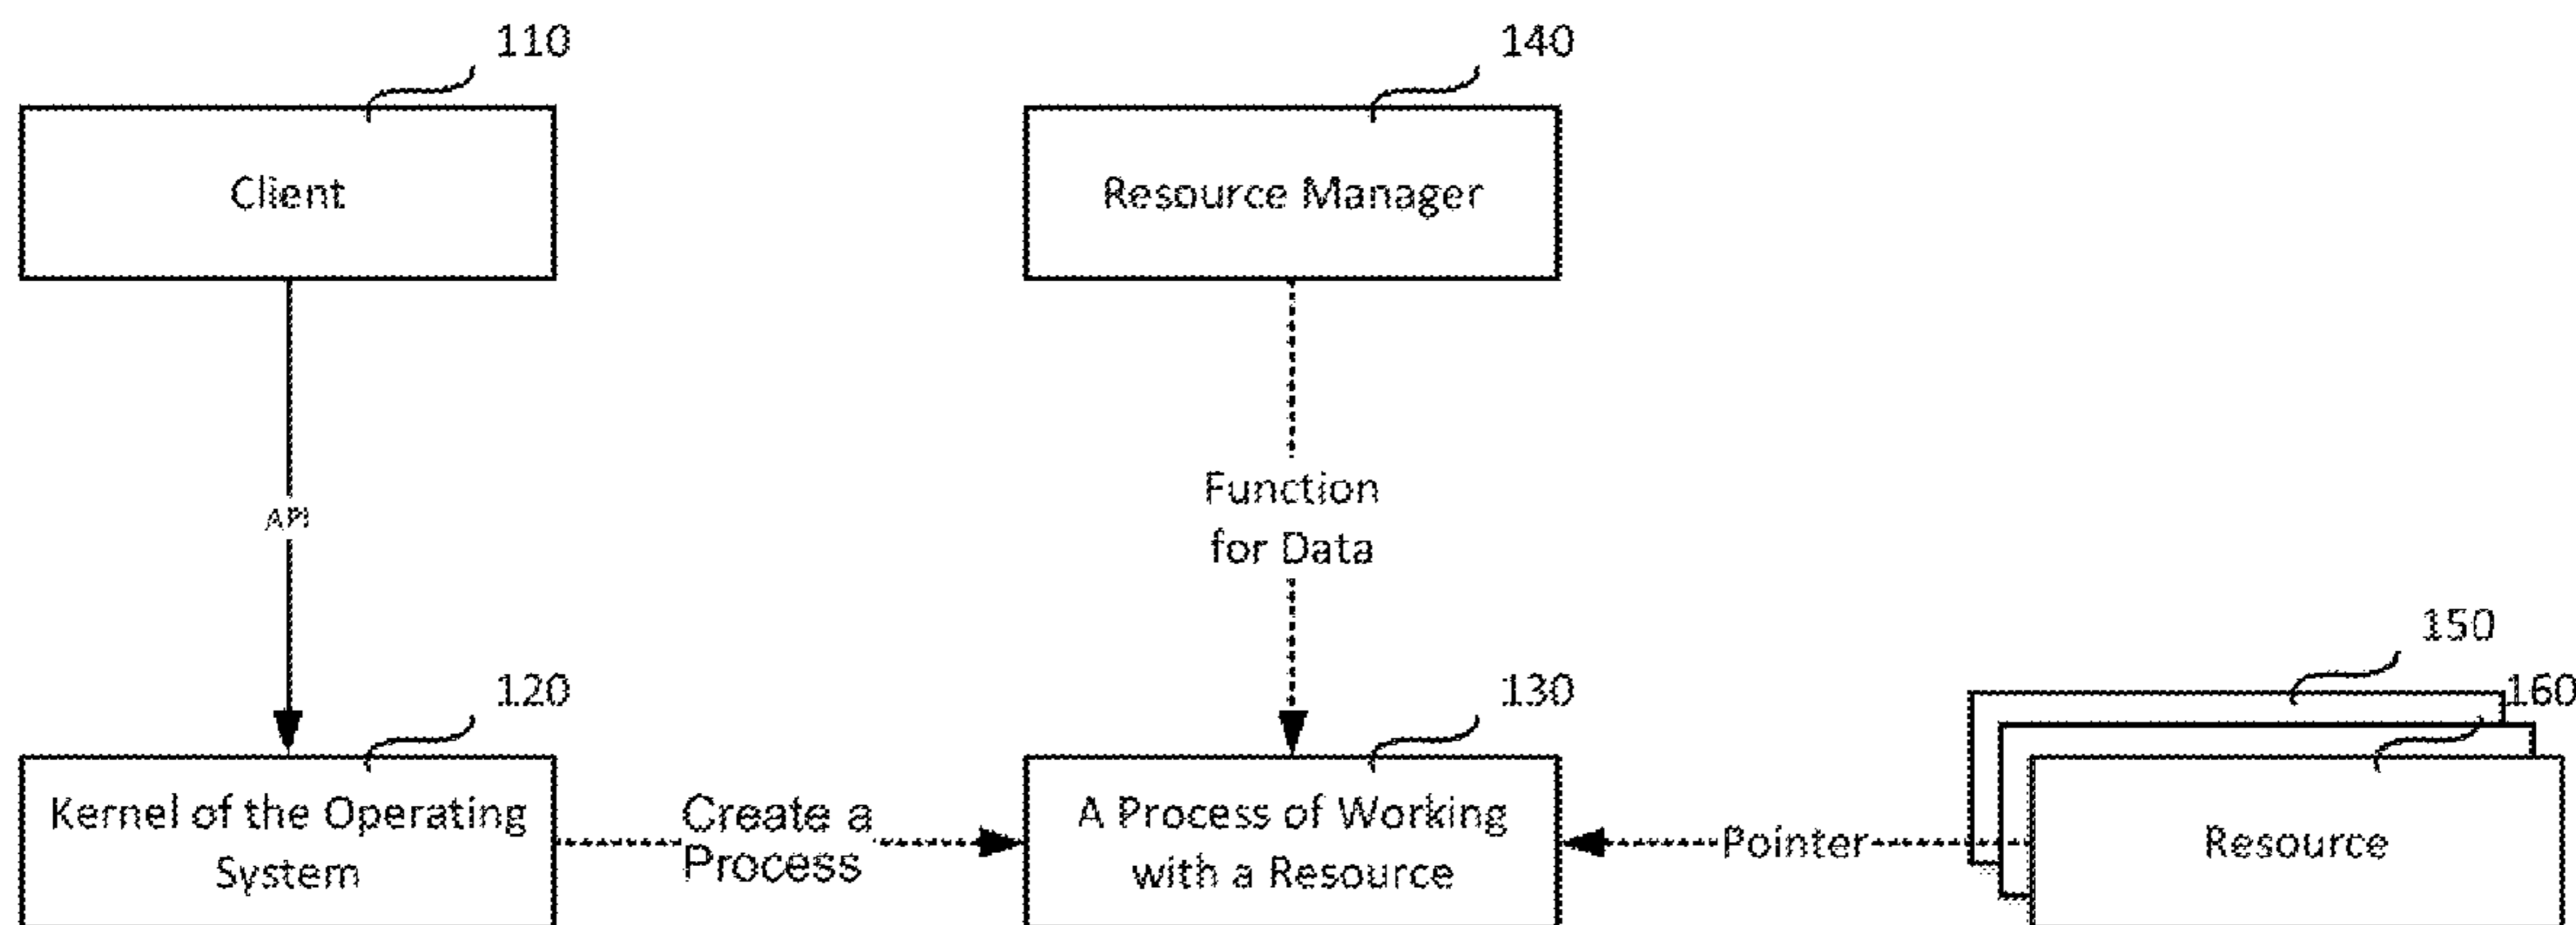 110
140
Client
Resource Manager
API
Function
for Data
150
120
130
160
Kernel of the Operating
System
Create a
Process
A Process of Working
with a Resource
Pointer
Resource